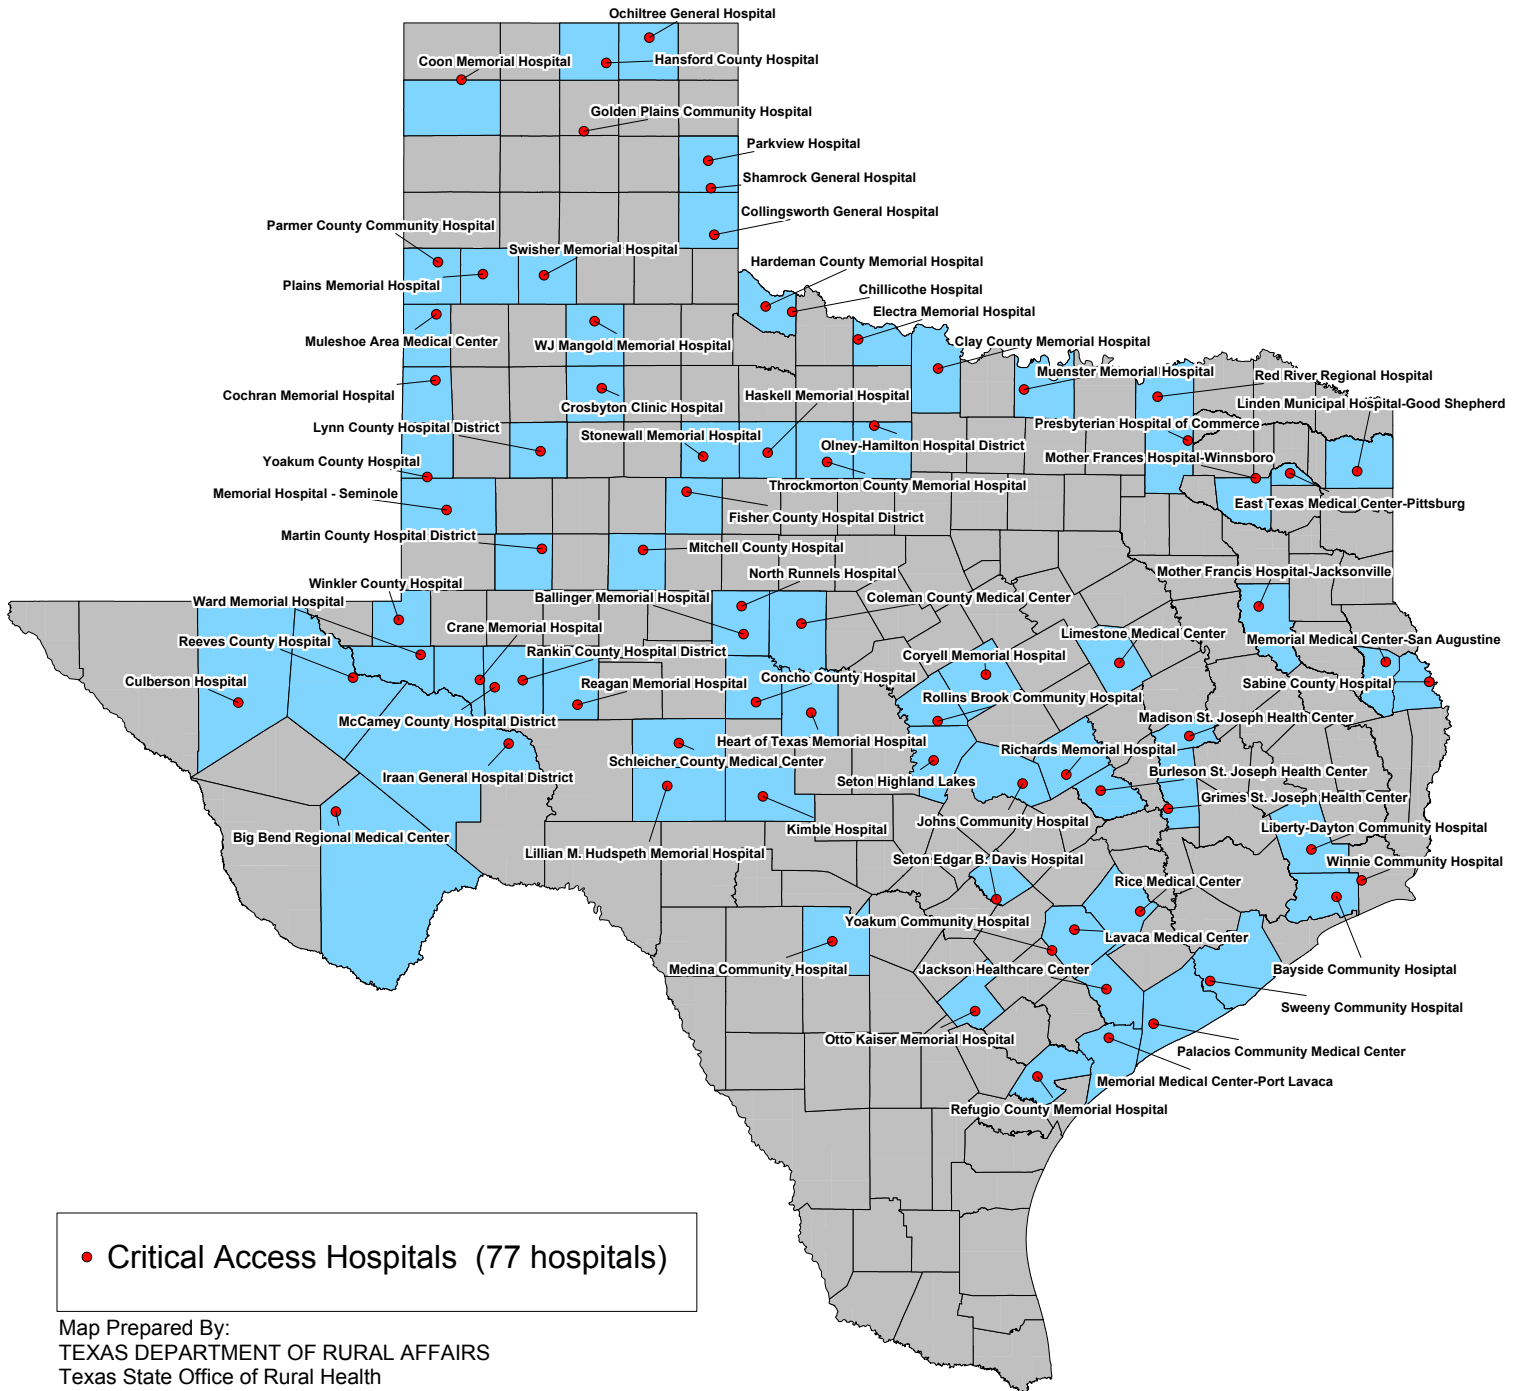 Ochiltree General Hospital
Coon Memorial Hospital
Hansford County Hospital
Golden Plains Community Hospital
Parkview Hospital
Shamrock General Hospital
Collingsworth General Hospital
Parmer County Community Hospital
Swisher Memorial Hospital
Plains Memorial Hospital
Hardeman County Memorial Hospital
Chillicothe Hospital
Electra Memorial Hospital
Muleshoe Area Medical Center
WJ Mangold Memorial Hospital
Clay County Memorial Hospital
Muenster Memorial Hospital
Red River Regional Hospital
Cochran Memorial Hospital
Crosbyton Clinic Hospital
Haskell Memorial Hospital
Linden Municipal Hospital-Good Shepherd
Lynn County Hospital District
Stonewall Memorial Hospital
Olney-Hamilton Hospital District
Presbyterian Hospital of Commerce
Yoakum County Hospital
Mother Frances Hospital-Winnsboro
Memorial Hospital - Seminole
Throckmorton County Memorial Hospital
East Texas Medical Center-Pittsburg
Fisher County Hospital District
Martin County Hospital District
Mitchell County Hospital
Mother Francis Hospital-Jacksonville
Winkler County Hospital
North Runnels Hospital
Ward Memorial Hospital
Ballinger Memorial Hospital
Coleman County Medical Center
Reeves County Hospital
Crane Memorial Hospital
Limestone Medical Center
Memorial Medical Center-San Augustine
Rankin County Hospital District
Coryell Memorial Hospital
Culberson Hospital
Reagan Memorial Hospital
Concho County Hospital
Sabine County Hospital
Rollins Brook Community Hospital
McCamey County Hospital District
Madison St. Joseph Health Center
Heart of Texas Memorial Hospital
Richards Memorial Hospital
Schleicher County Medical Center
Iraan General Hospital District
Seton Highland Lakes
Burleson St. Joseph Health Center
Grimes St. Joseph Health Center
Big Bend Regional Medical Center
Kimble Hospital
Johns Community Hospital
Liberty-Dayton Community Hospital
Lillian M. Hudspeth Memorial Hospital
Seton Edgar B. Davis Hospital
Winnie Community Hospital
Rice Medical Center
Yoakum Community Hospital
Lavaca Medical Center
Medina Community Hospital
Jackson Healthcare Center
Bayside Community Hosiptal
Sweeny Community Hospital
Otto Kaiser Memorial Hospital
Palacios Community Medical Center
Memorial Medical Center-Port Lavaca
Refugio County Memorial Hospital
Critical Access Hospitals (77 hospitals)
Map Prepared By:
TEXAS DEPARTMENT OF RURAL AFFAIRS
Texas State Office of Rural Health